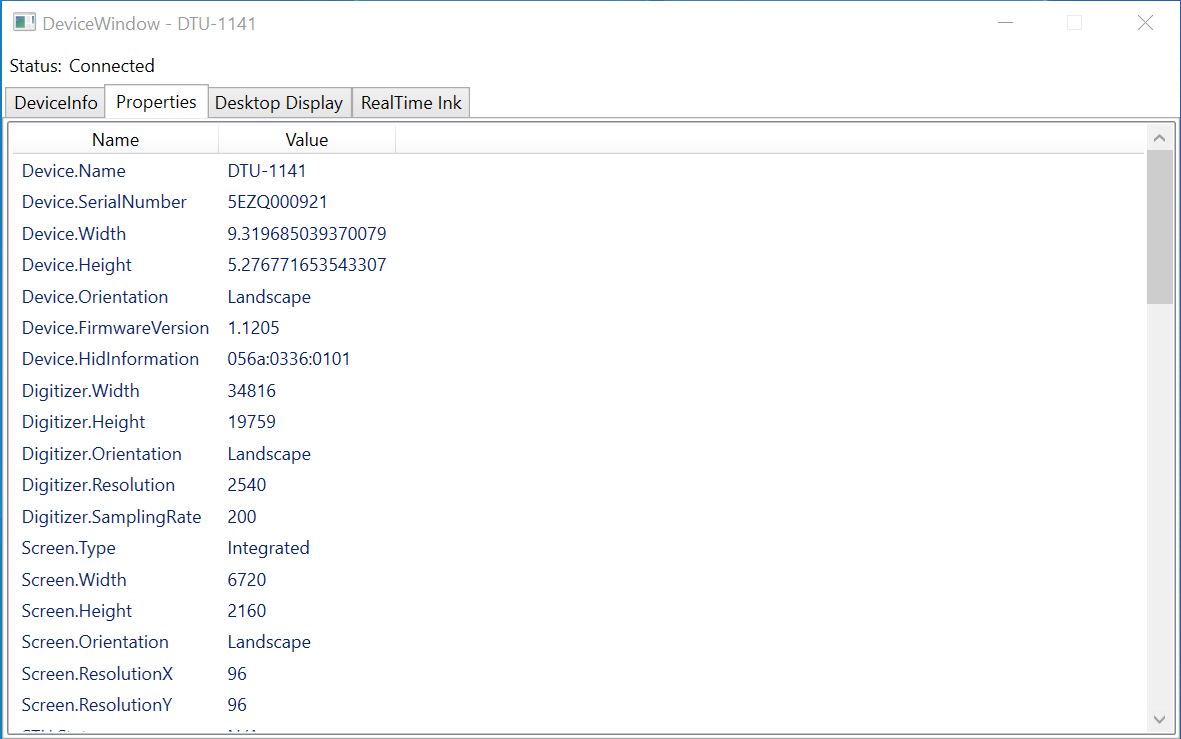 DeviceWindow - DTU-1141
Status: Connected
DeviceInfo Properties Desktop Display RealTime Ink
Name Value
Device.Name DTU-1141
Device.SerialNumber 5EZQ000921
Device.Width 9.319685039370079
Device.Height 5.276771653543307
Device.Orientation Landscape
Device.FirmwareVersion 1.1205
Device.HidInformation 056a:0336:0101
Digitizer.Width 34816
Digitizer.Height 19759
Digitizer.Orientation Landscape
Digitizer.Resolution 2540
Digitizer.SamplingRate 200
Screen.Type Integrated
Screen.Width 6720
Screen.Height 2160
Screen.Orientation Landscape
Screen.ResolutionX 96
Screen.ResolutionY 96